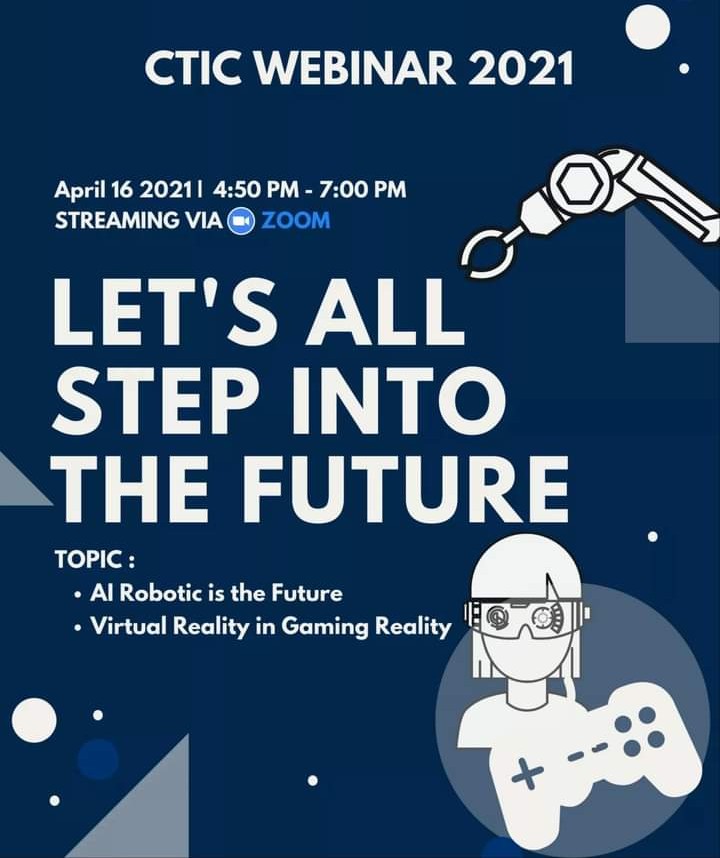 CTIC WEBINAR 2021
April 16 2021| 4:50 PM - 7:00 PM
STREAMING VIA ZOOM
LET'S ALL
STEP INTO
THE FUTURE
TOPIC :
• AI Robotic is the Future
• Virtual Reality in Gaming Reality